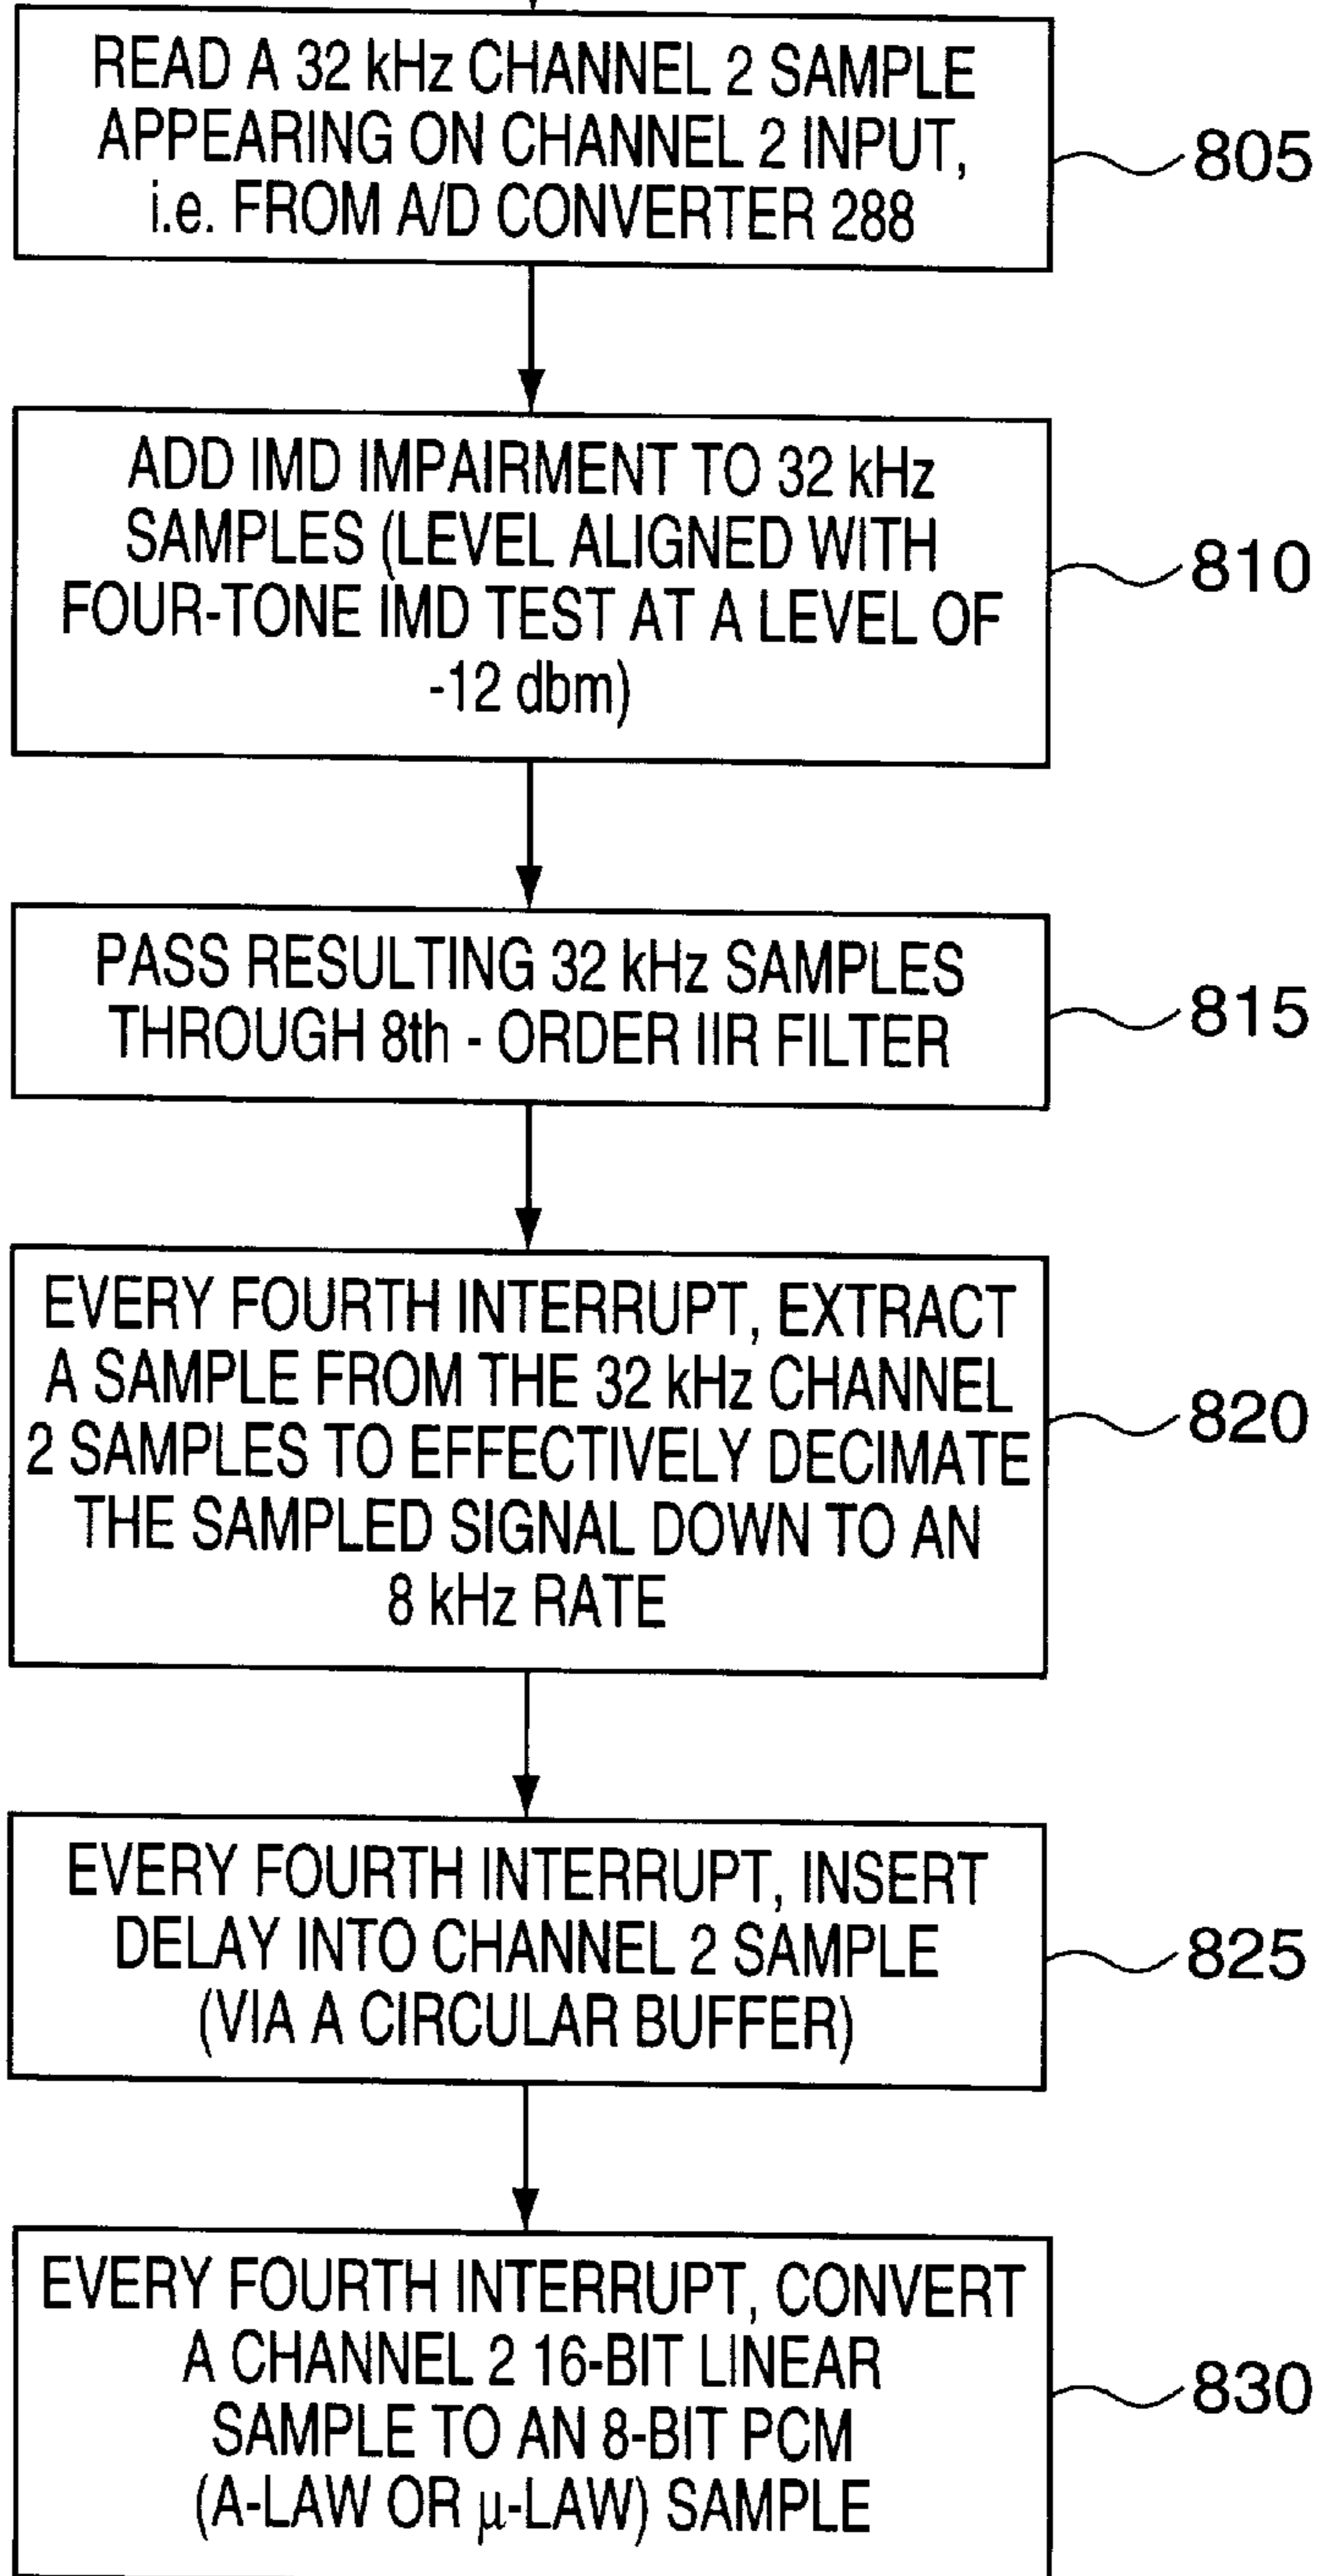 READ A 32 kHz CHANNEL 2 SAMPLE
APPEARING ON CHANNEL 2 INPUT,
i.e. FROM A/D CONVERTER 288
805
ADD IMD IMPAIRMENT TO 32 kHz
SAMPLES (LEVEL ALIGNED WITH
FOUR-TONE IMD TEST AT A LEVEL OF
-12 dbm)
810
PASS RESULTING 32 kHz SAMPLES
THROUGH 8th - ORDER IIR FILTER
815
EVERY FOURTH INTERRUPT, EXTRACT
A SAMPLE FROM THE 32 kHz CHANNEL
2 SAMPLES TO EFFECTIVELY DECIMATE
THE SAMPLED SIGNAL DOWN TO AN
8 kHz RATE
820
EVERY FOURTH INTERRUPT, INSERT
DELAY INTO CHANNEL 2 SAMPLE
(VIA A CIRCULAR BUFFER)
825
EVERY FOURTH INTERRUPT, CONVERT
A CHANNEL 2 16-BIT LINEAR
SAMPLE TO AN 8-BIT PCM
(A-LAW OR μ-LAW) SAMPLE
830